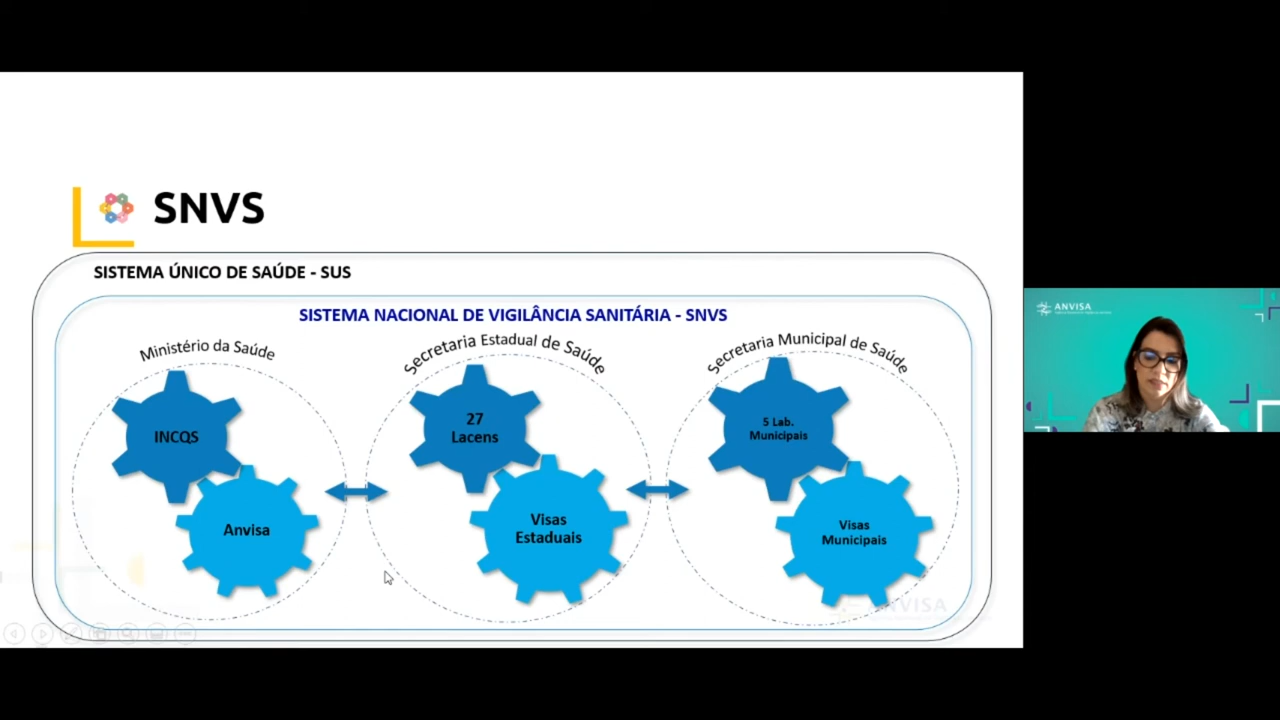 SNVS
SISTEMA ÚNICO DE SAÚDE - SUS
SISTEMA NACIONAL DE VIGILÂNCIA SANITÁRIA - SNVS
Ministério da Saúde
Secretaria Estadual de Saúde
Secretaria Municipal de Saúde
INCQS
Anvisa
27
Lacens
Visas
Estaduais
5 Lab.
Municipais
Visas
Municipais
ANVISA
ANVISA